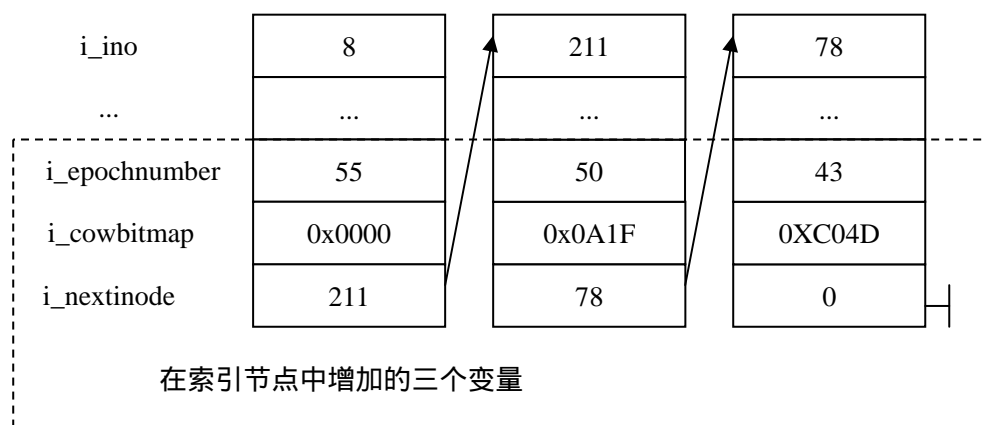 i_ino 8 211 78
... ... ... ...
i_epochnumber 55 50 43
i_cowbitmap 0x0000 0x0A1F 0XC04D
i_nextinode 211 78 0
在索引节点中增加的三个变量